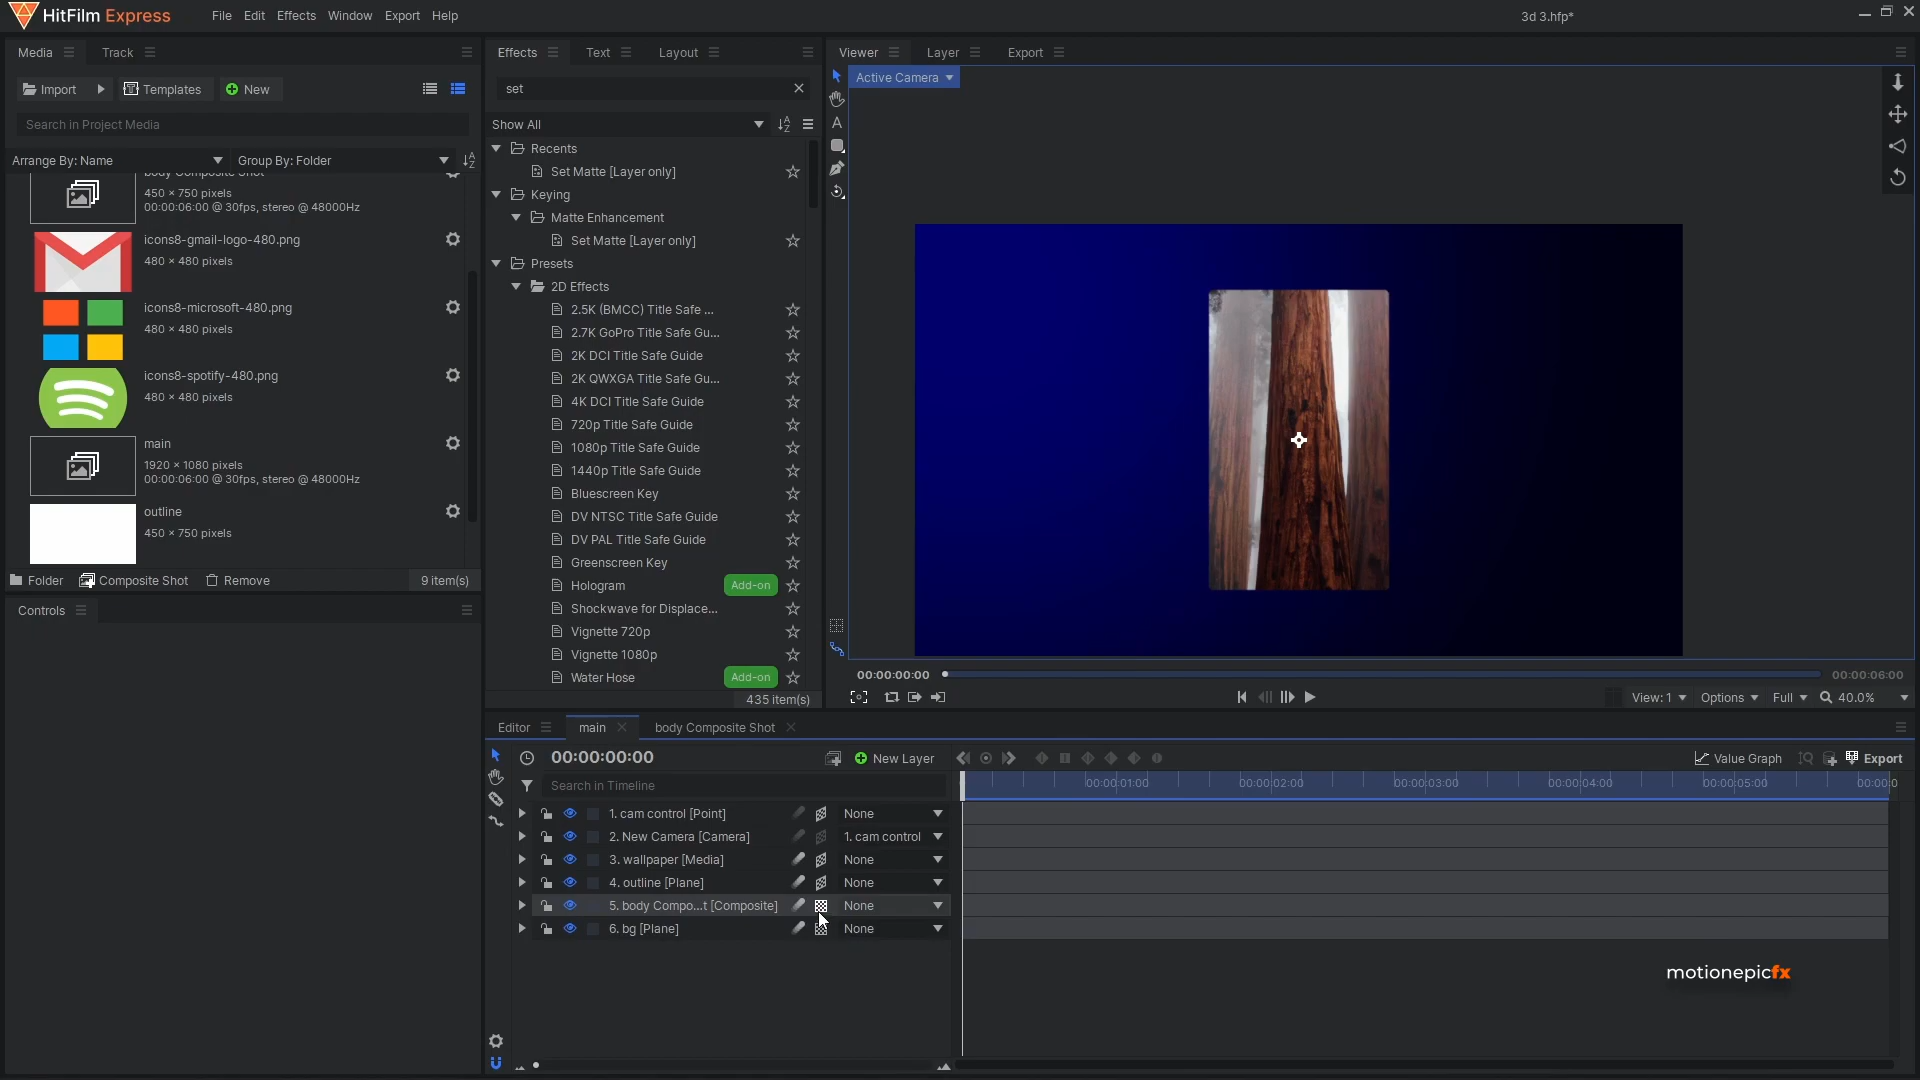 HitFilm Express
File Edit Effects Window Export Help
3d 3.hfp*
Media
Track
Import
Templates
New
Search in Project Media
Arrange By: Name
Group By: Folder
body Composite Shot
450 × 750 pixels
00:00:06:00 @ 30fps, stereo @ 48000Hz
icons8-gmail-logo-480.png
480 × 480 pixels
icons8-microsoft-480.png
480 × 480 pixels
icons8-spotify-480.png
480 × 480 pixels
main
1920 × 1080 pixels
00:00:06:00 @ 30fps, stereo @ 48000Hz
outline
450 × 750 pixels
Folder
Composite Shot
Remove
9 item(s)
Controls
Effects
Text
Layout
set
Show All
Recents
Set Matte [Layer only]
Keying
Matte Enhancement
Set Matte [Layer only]
Presets
2D Effects
2.5K (BMCC) Title Safe ...
2.7K GoPro Title Safe Gu...
2K DCI Title Safe Guide
2K QWXGA Title Safe Gu...
4K DCI Title Safe Guide
720p Title Safe Guide
1080p Title Safe Guide
1440p Title Safe Guide
Bluescreen Key
DV NTSC Title Safe Guide
DV PAL Title Safe Guide
Greenscreen Key
Hologram Add-on
Shockwave for Displace...
Vignette 720p
Vignette 1080p
Water Hose Add-on
435 item(s)
Viewer
Layer
Export
Active Camera
00:00:00:00
00:00:06:00
View: 1
Options
Full
40.0%
Editor
main
body Composite Shot
00:00:00:00
New Layer
Value Graph
Export
Search in Timeline
00:00:01:00
00:00:02:00
00:00:03:00
00:00:04:00
00:00:05:00
00:00:0
1. cam control [Point] None
2. New Camera [Camera] 1. cam control
3. wallpaper [Media] None
4. outline [Plane] None
5. body Compo...t [Composite] None
6. bg [Plane] None
motionepicfx